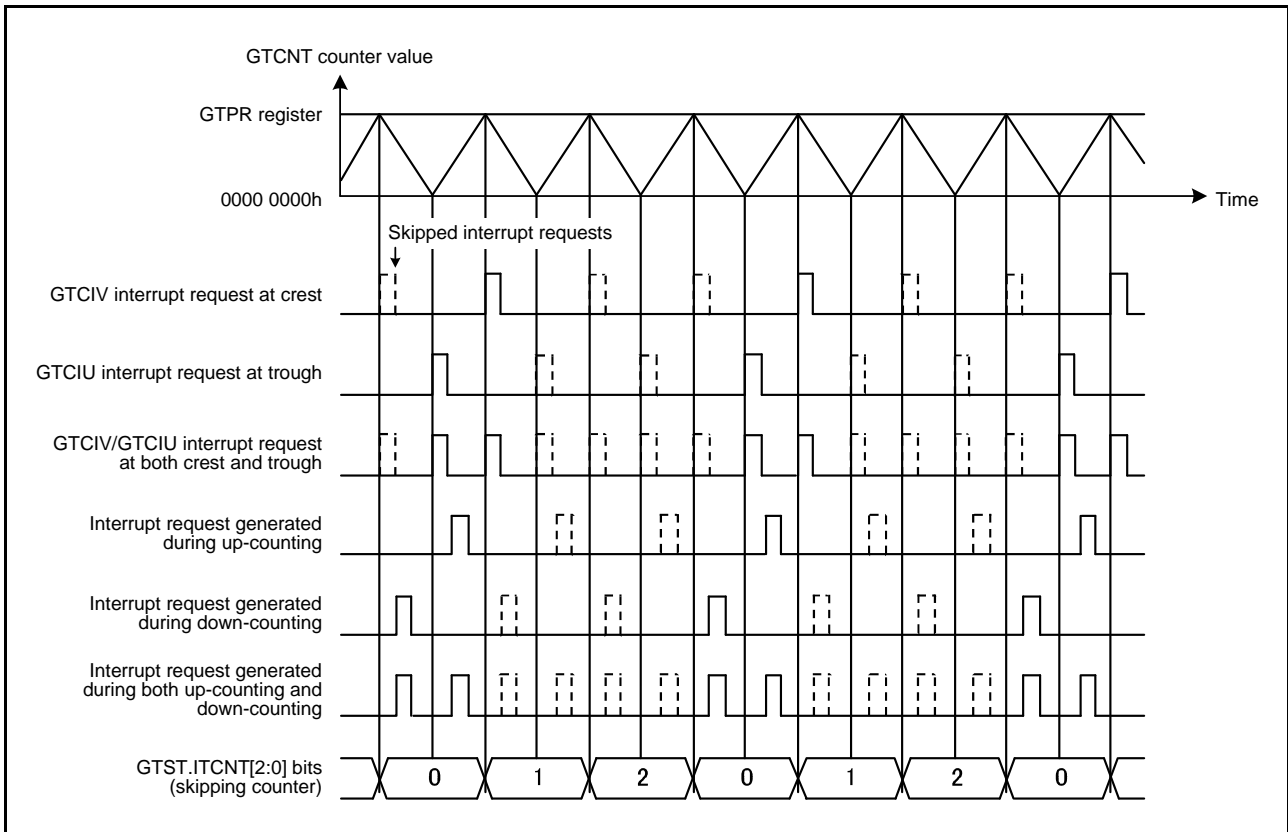 GTCNT counter value
GTPR register
0000 0000h
Time
Skipped interrupt requests
GTCIV interrupt request at crest
GTCIU interrupt request at trough
GTCIV/GTCIU interrupt request
at both crest and trough
Interrupt request generated
during up-counting
Interrupt request generated
during down-counting
Interrupt request generated
during both up-counting and
down-counting
GTST.ITCNT[2:0] bits
(skipping counter)
0 1 2 0 1 2 0